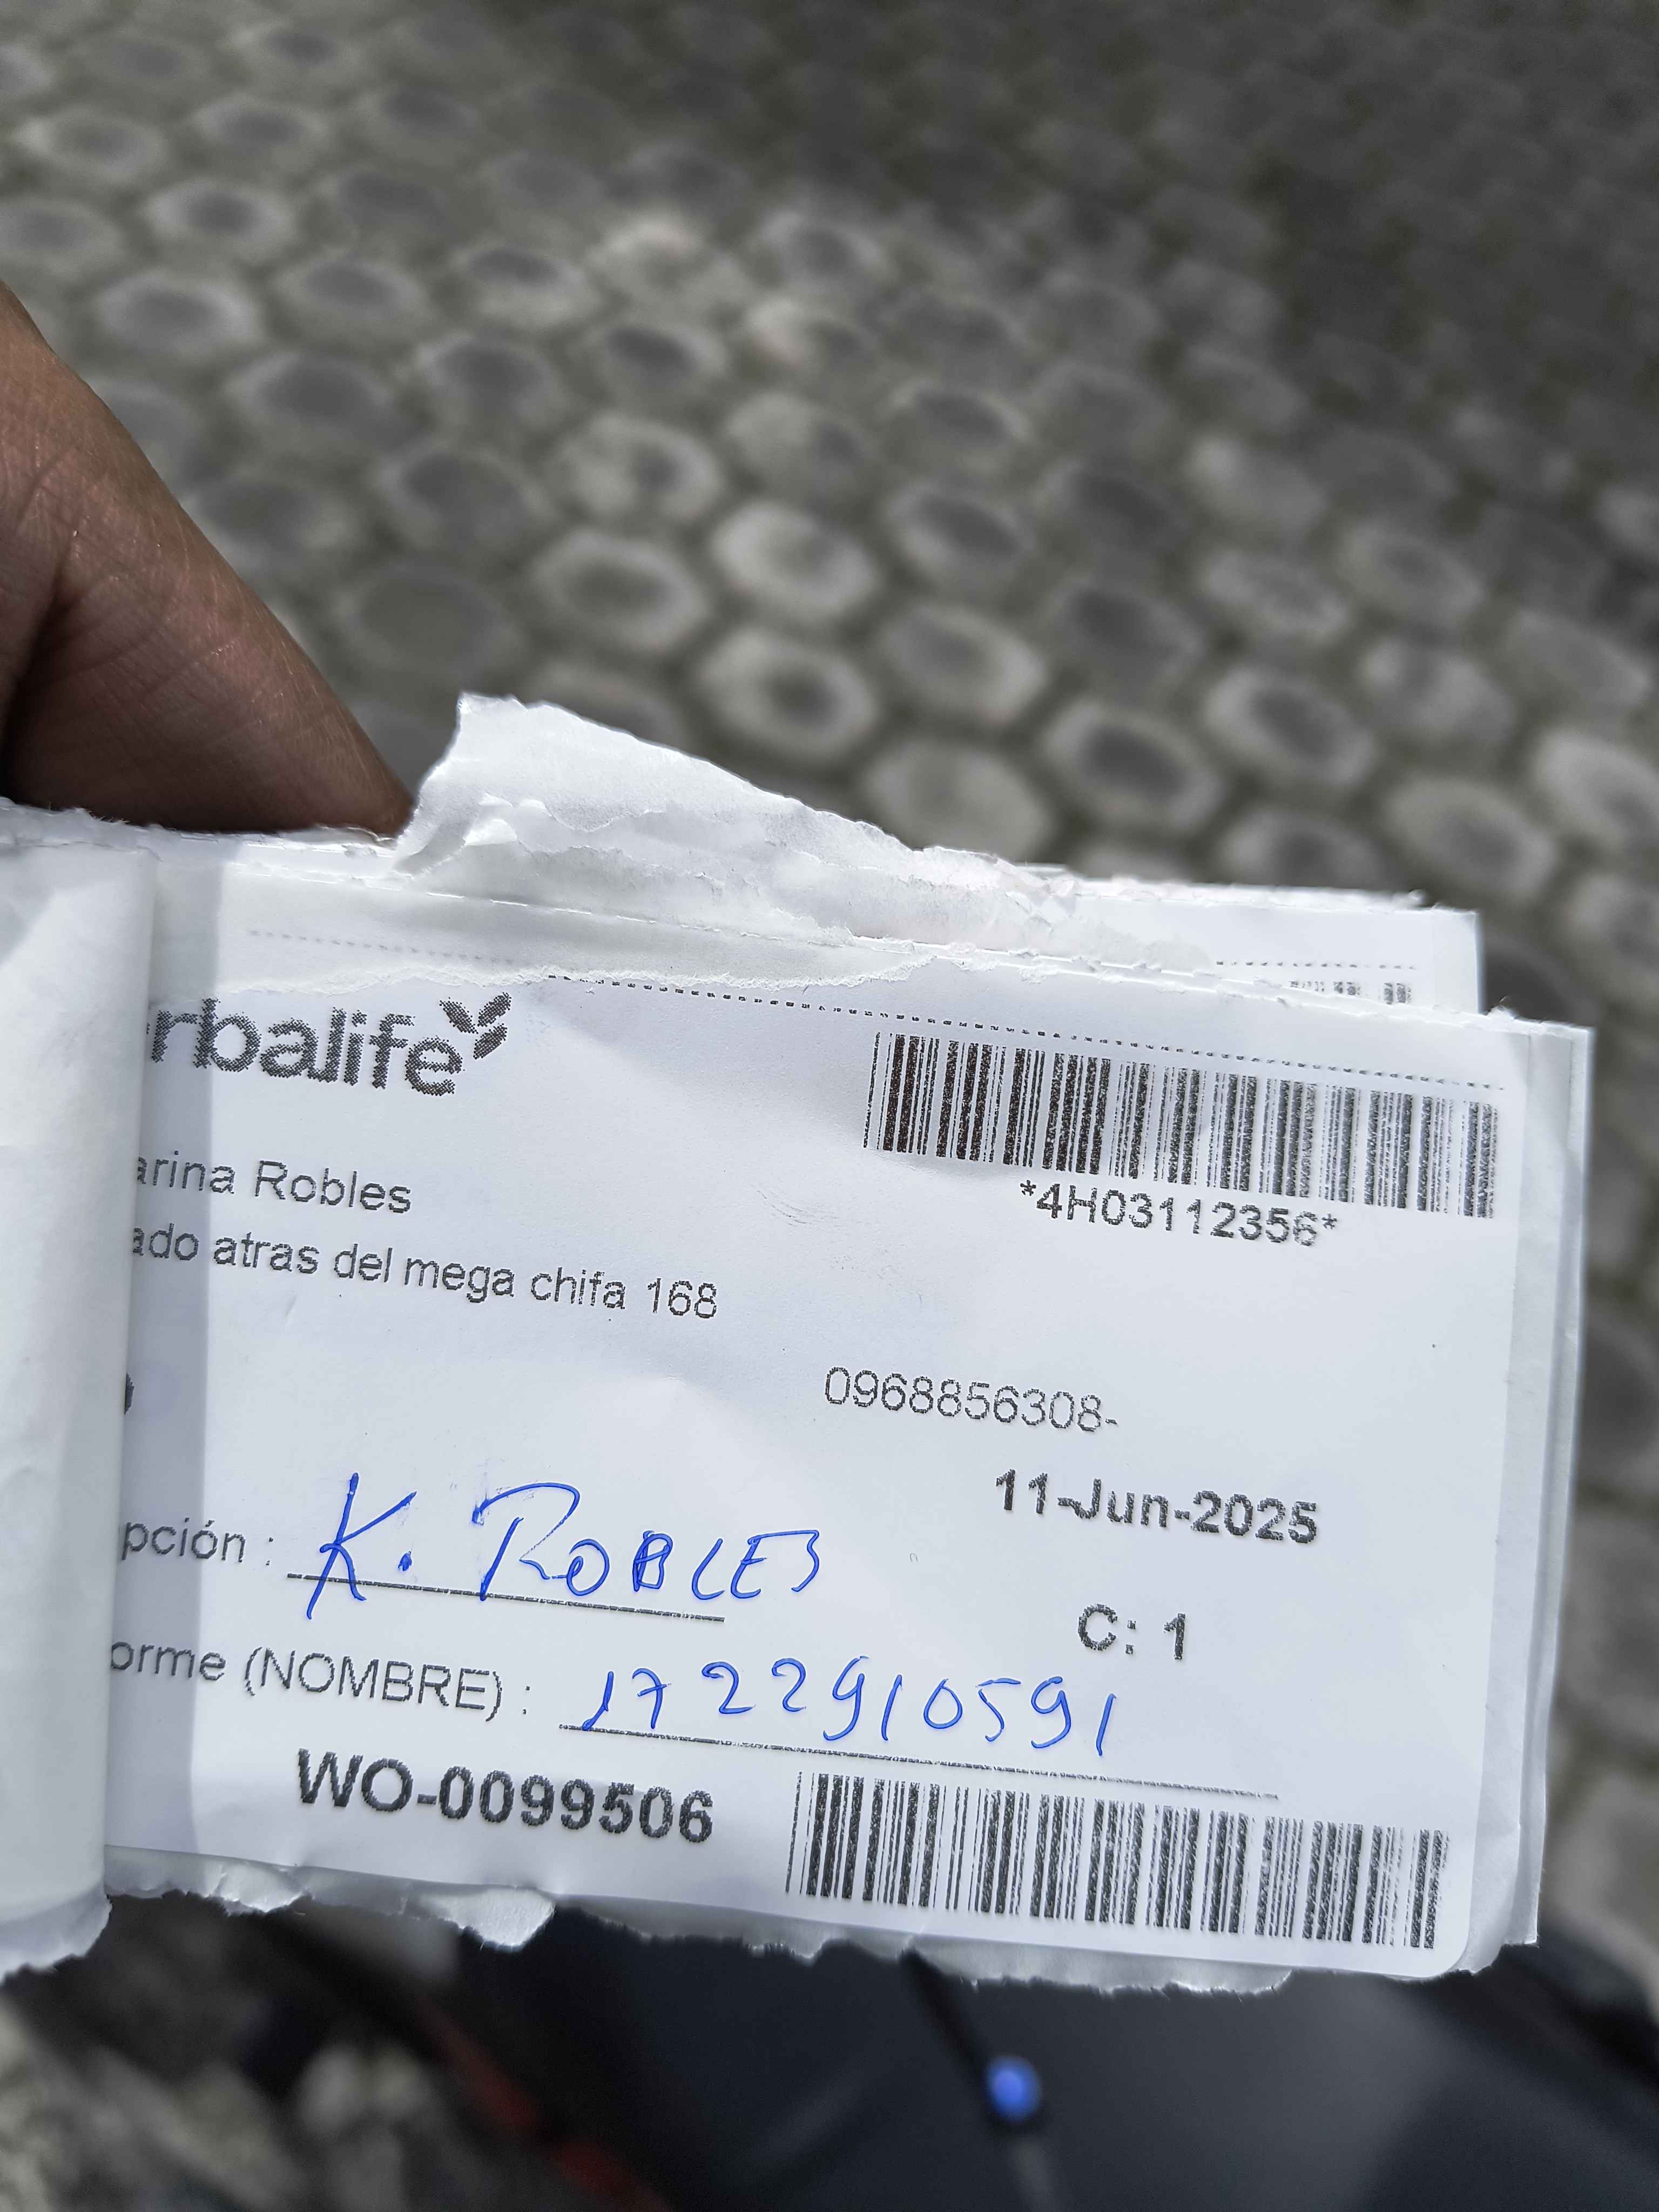 rbalife
arina Robles
*4H03112356*
ado atras del mega chifa 168
0968856308-
11-Jun-2025
pción : K. ROBLES
C: 1
orme (NOMBRE) : 1722910591
WO-0099506